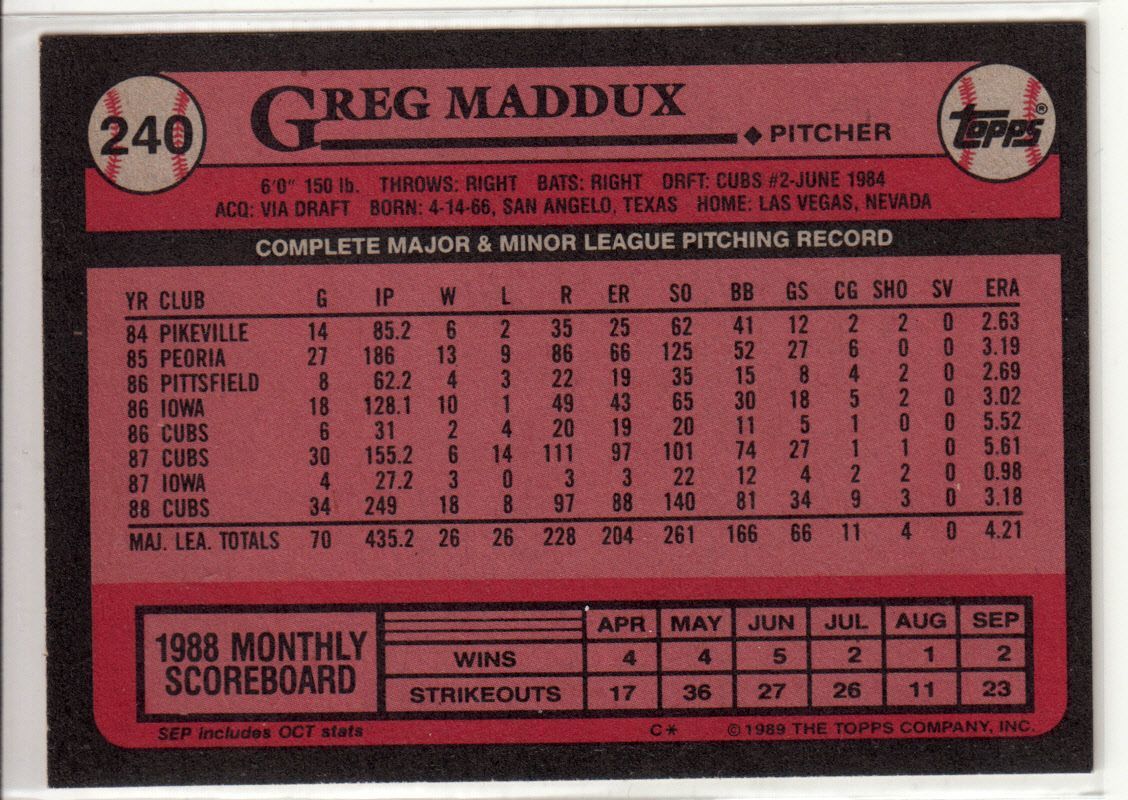 240 GREG MADDUX ◆ PITCHER TOPPS®
6'0" 150 lb. THROWS: RIGHT BATS: RIGHT DRFT: CUBS #2-JUNE 1984
ACQ: VIA DRAFT BORN: 4-14-66, SAN ANGELO, TEXAS HOME: LAS VEGAS, NEVADA
COMPLETE MAJOR & MINOR LEAGUE PITCHING RECORD
YR CLUB G IP W L R ER SO BB GS CG SHO SV ERA
84 PIKEVILLE 14 85.2 6 2 35 25 62 41 12 2 2 0 2.63
85 PEORIA 27 186 13 9 86 66 125 52 27 6 0 0 3.19
86 PITTSFIELD 8 62.2 4 3 22 19 35 15 8 4 2 0 2.69
86 IOWA 18 128.1 10 1 49 43 65 30 18 5 2 0 3.02
86 CUBS 6 31 2 4 20 19 20 11 5 1 0 0 5.52
87 CUBS 30 155.2 6 14 111 97 101 74 27 1 1 0 5.61
87 IOWA 4 27.2 3 0 3 3 22 12 4 2 2 0 0.98
88 CUBS 34 249 18 8 97 88 140 81 34 9 3 0 3.18
MAJ. LEA. TOTALS 70 435.2 26 26 228 204 261 166 66 11 4 0 4.21
1988 MONTHLY SCOREBOARD
APR MAY JUN JUL AUG SEP
WINS 4 4 5 2 1 2
STRIKEOUTS 17 36 27 26 11 23
SEP includes OCT stats C* © 1989 THE TOPPS COMPANY, INC.